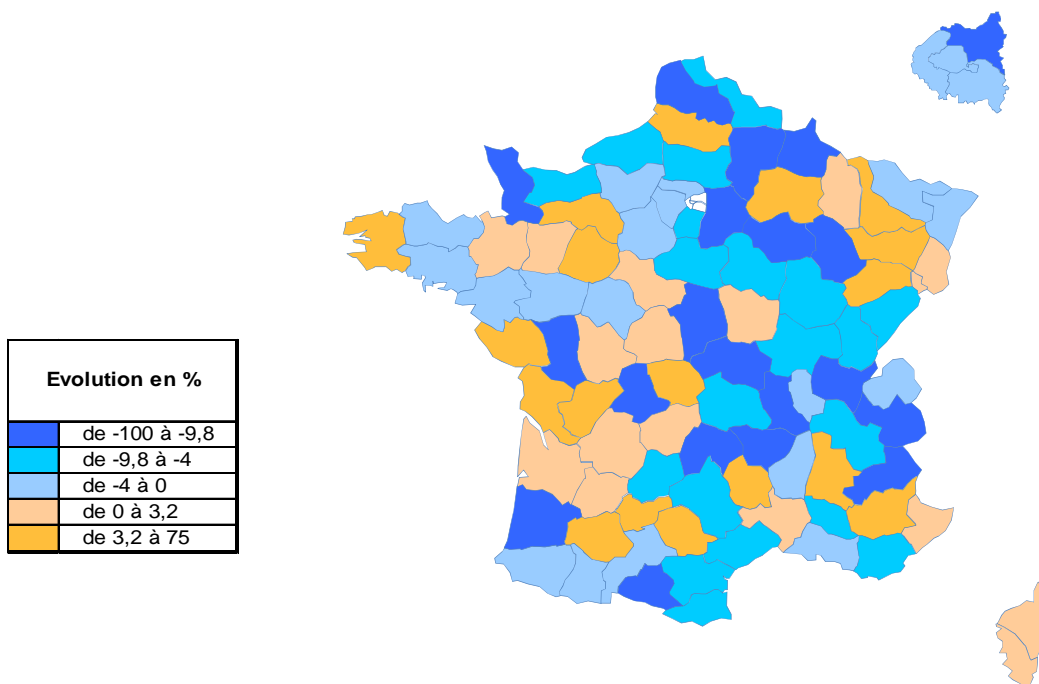 Evolution en %
de -100 à -9,8
de -9,8 à -4
de -4 à 0
de 0 à 3,2
de 3,2 à 75